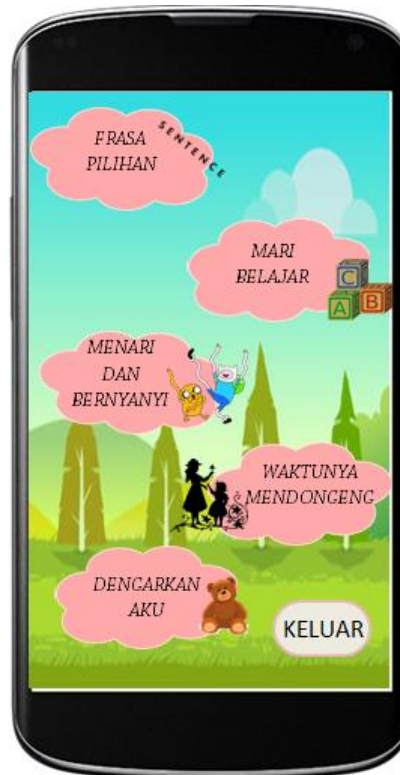 FRASA
PILIHAN
SENTENCE
MARI
BELAJAR
C
A B
MENARI
DAN
BERNYANYI
WAKTUNYA
MENDONGENG
DENGARKAN
AKU
KELUAR